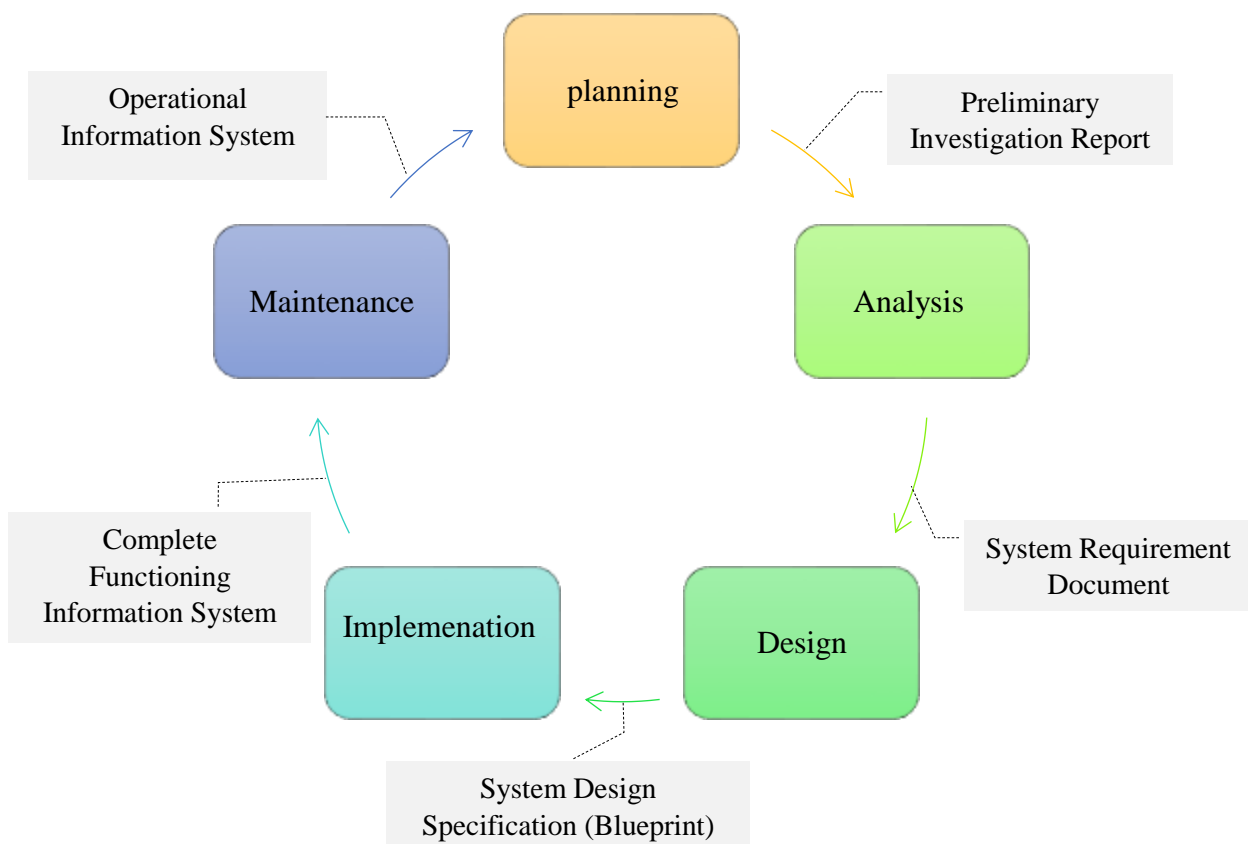 planning
Preliminary
Investigation Report
Analysis
System Requirement
Document
Design
System Design
Specification (Blueprint)
Implemenation
Complete
Functioning
Information System
Maintenance
Operational
Information System